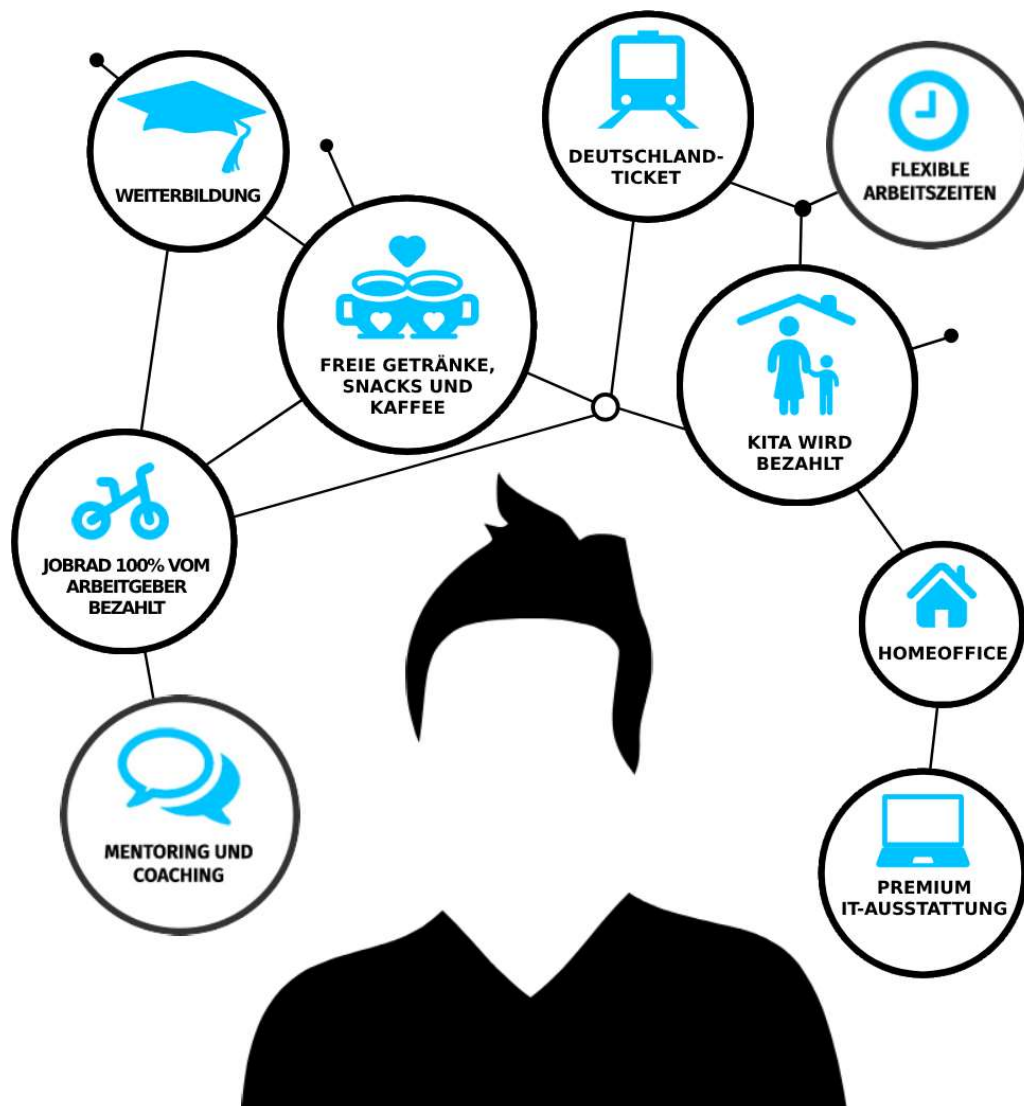 WEITERBILDUNG
DEUTSCHLAND-
TICKET
FLEXIBLE
ARBEITSZEITEN
FREIE GETRÄNKE,
SNACKS UND
KAFFEE
KITA WIRD
BEZAHLT
JOBRAD 100% VOM
ARBEITGEBER
BEZAHLT
HOMEOFFICE
MENTORING UND
COACHING
PREMIUM
IT-AUSSTATTUNG